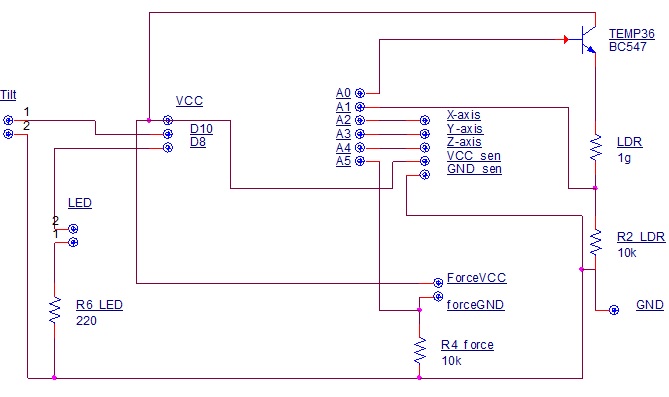 TEMP36
BC547
Tilt
1
2
VCC
D10
D8
A0
A1
A2
A3
A4
A5
X-axis
Y-axis
Z-axis
VCC_sen
GND_sen
LDR
1g
LED
2
1
R2_LDR
10k
ForceVCC
forceGND
GND
R6_LED
220
R4_force
10k